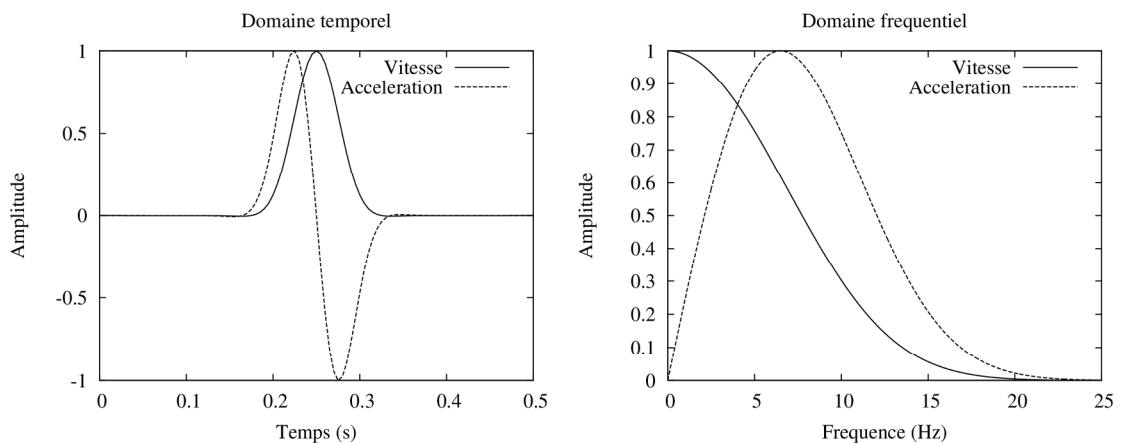 Domaine temporel
1
0.5
0
-0.5
-1
0 0.1 0.2 0.3 0.4 0.5
Amplitude
Temps (s)
Vitesse
Acceleration
Domaine frequentiel
1
0.9
0.8
0.7
0.6
0.5
0.4
0.3
0.2
0.1
0
0 5 10 15 20 25
Amplitude
Frequence (Hz)
Vitesse
Acceleration